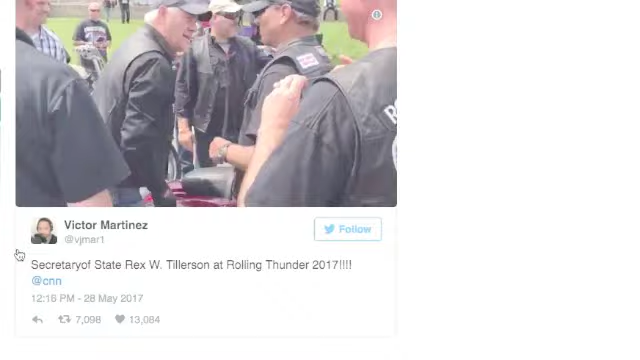 Victor Martinez
@vjmar1
Follow
Secretaryof State Rex W. Tillerson at Rolling Thunder 2017!!!!
@cnn
12:16 PM - 28 May 2017
7,098
13,084